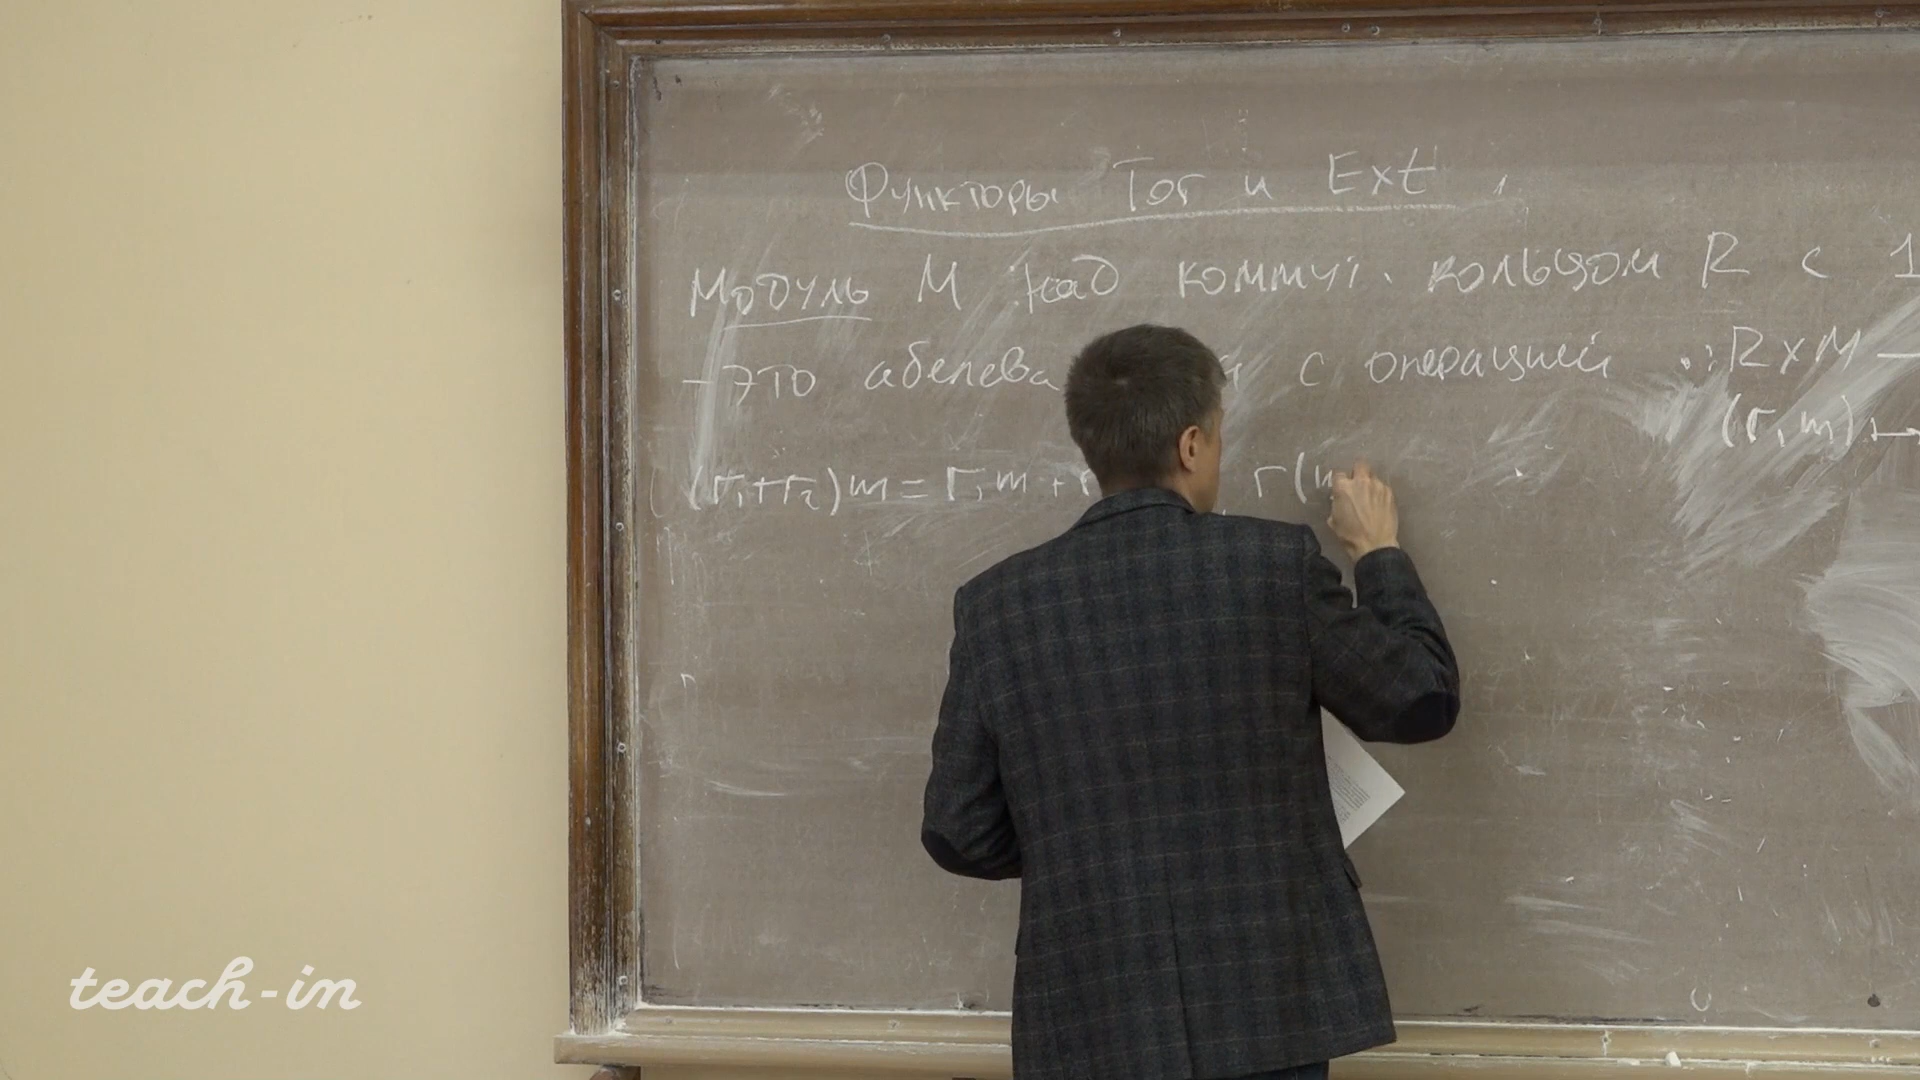 Функторы Tor и Ext
Модуль M над коммут. кольцом R с 1
- это абелева с операцией · : R×M →
(r, m) ↦
(r₁+r₂)m = r₁m + r(m
teach-in